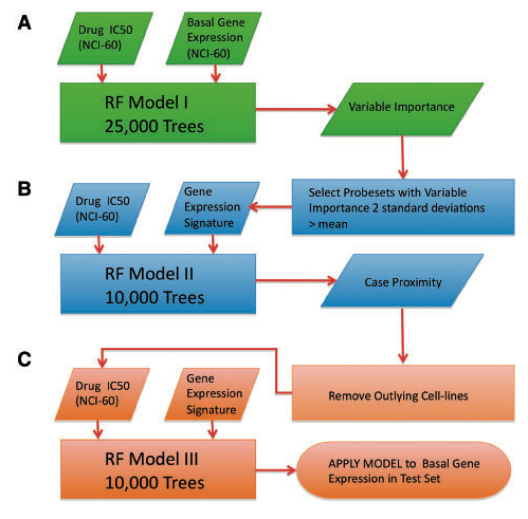 A
Drug IC50
(NCI-60)
Basal Gene
Expression
(NCI-60)
RF Model I
25,000 Trees
Variable Importance
B
Drug IC50
(NCI-60)
Gene
Expression
Signature
Select Probesets with Variable
Importance 2 standard deviations
> mean
RF Model II
10,000 Trees
Case Proximity
C
Drug IC50
(NCI-60)
Gene
Expression
Signature
Remove Outlying Cell-lines
RF Model III
10,000 Trees
APPLY MODEL to Basal Gene
Expression in Test Set